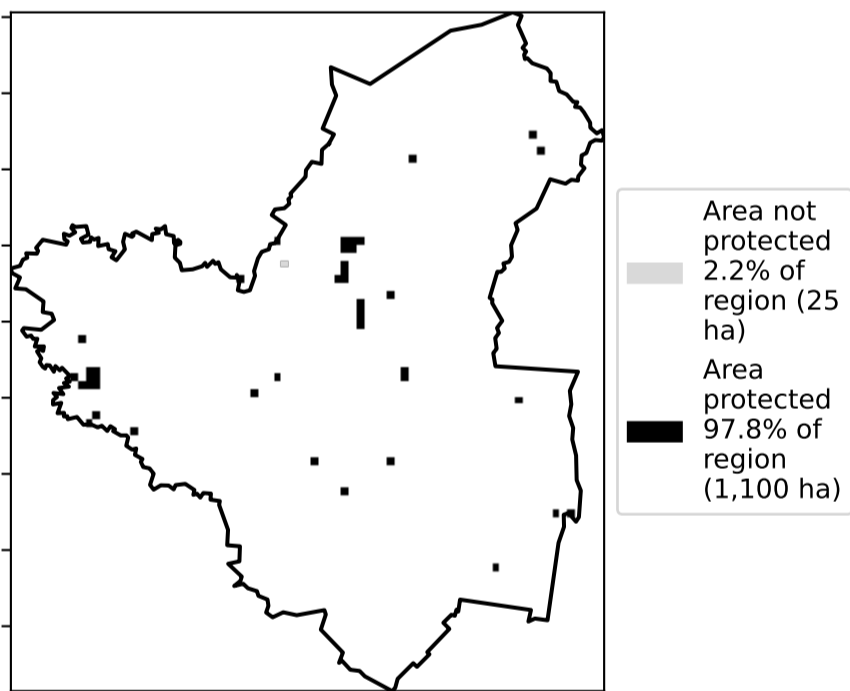 Area not
protected
2.2% of
region (25
ha)
Area
protected
97.8% of
region
(1,100 ha)